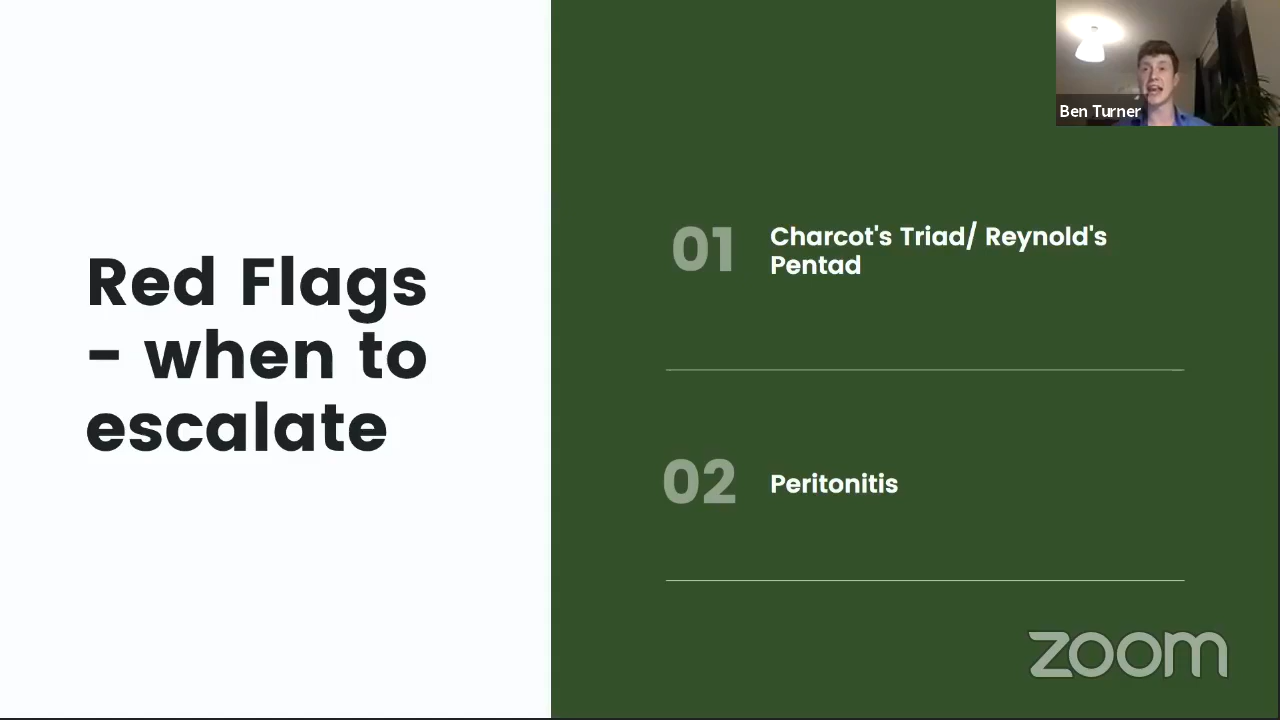 Red Flags
- when to
escalate
01
Charcot's Triad/ Reynold's
Pentad
02
Peritonitis
Ben Turner
zoom